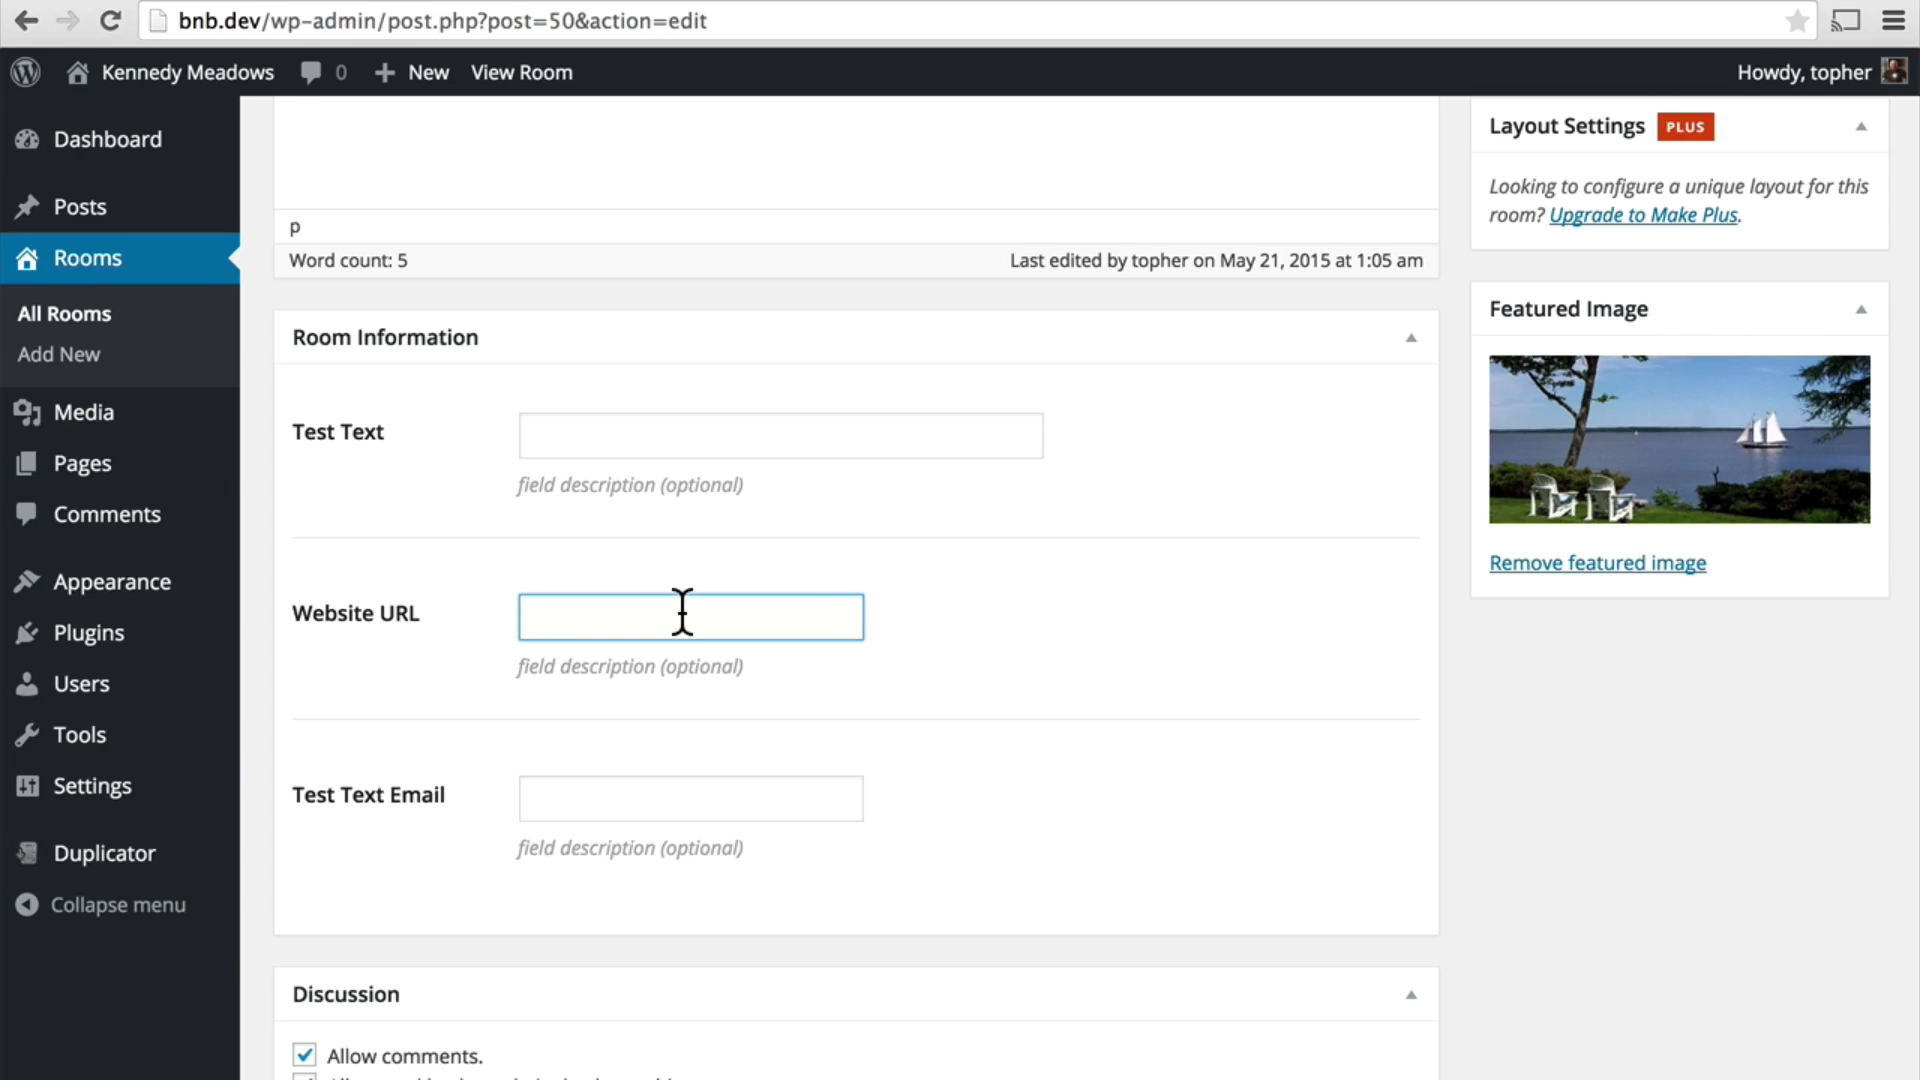 bnb.dev/wp-admin/post.php?post=50&action=edit
Kennedy Meadows
0
New
View Room
Howdy, topher
Dashboard
Posts
Rooms
All Rooms
Add New
Media
Pages
Comments
Appearance
Plugins
Users
Tools
Settings
Duplicator
Collapse menu
p
Word count: 5
Last edited by topher on May 21, 2015 at 1:05 am
Room Information
Test Text
field description (optional)
Website URL
field description (optional)
Test Text Email
field description (optional)
Discussion
Allow comments.
Layout Settings PLUS
Looking to configure a unique layout for this
room? Upgrade to Make Plus.
Featured Image
Remove featured image